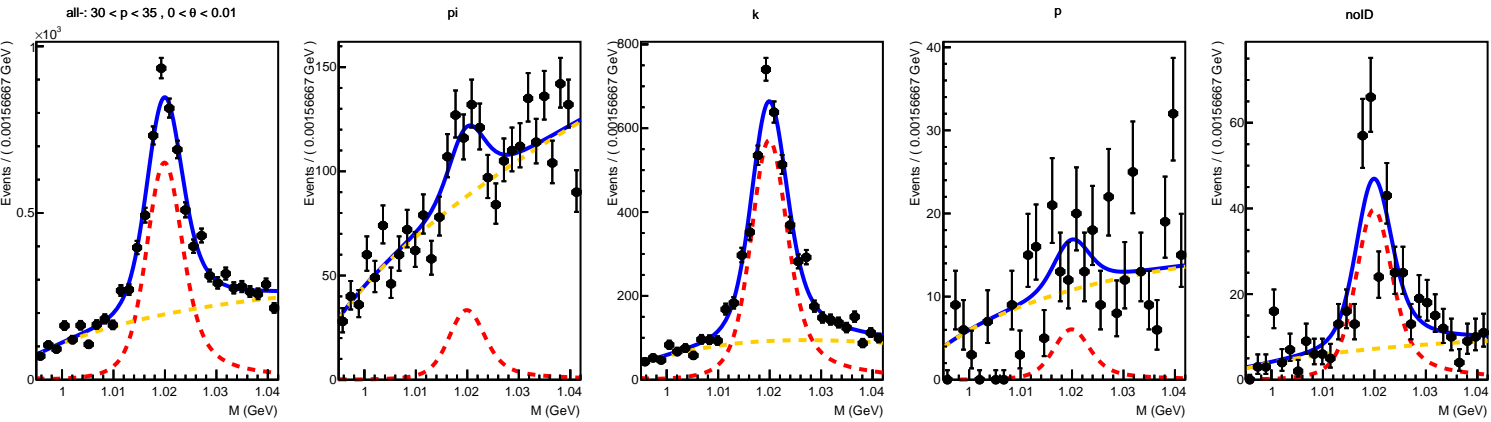 all-: 30 < p < 35 , 0 < θ < 0.01
×10³
Events / ( 0.00156667 GeV )
1
0.5
0
1 1.01 1.02 1.03 1.04
M (GeV)
pi
Events / ( 0.00156667 GeV )
150
100
50
0
1 1.01 1.02 1.03 1.04
M (GeV)
k
Events / ( 0.00156667 GeV )
800
600
400
200
0
1 1.01 1.02 1.03 1.04
M (GeV)
p
Events / ( 0.00156667 GeV )
40
30
20
10
0
1 1.01 1.02 1.03 1.04
M (GeV)
noID
Events / ( 0.00156667 GeV )
60
40
20
0
1 1.01 1.02 1.03 1.04
M (GeV)